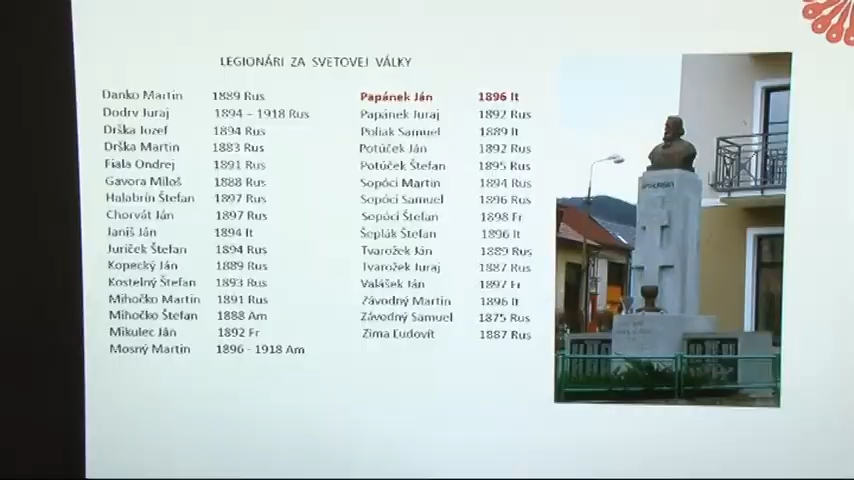 LEGIONÁRI ZA SVETOVEJ VÁLKY
Danko Martin 1889 Rus
Dodrv Juraj 1894 – 1918 Rus
Drška Jozef 1894 Rus
Drška Martin 1883 Rus
Fiala Ondrej 1891 Rus
Gavora Miloš 1888 Rus
Halabrín Štefan 1897 Rus
Chorvát Ján 1897 Rus
Janiš Ján 1894 It
Juríček Štefan 1894 Rus
Kopecký Ján 1889 Rus
Kostelný Štefan 1893 Rus
Mihočko Martin 1891 Rus
Mihočko Štefan 1888 Am
Mikulec Ján 1892 Fr
Mosný Martin 1896 - 1918 Am
Papánek Ján 1896 It
Papánek Juraj 1892 Rus
Poliak Samuel 1889 It
Potúček Ján 1892 Rus
Potúček Štefan 1895 Rus
Sopóci Martin 1894 Rus
Sopóci Samuel 1896 Rus
Sopóci Štefan 1898 Fr
Šeplák Štefan 1896 It
Tvarožek Ján 1889 Rus
Tvarožek Juraj 1887 Rus
Valášek Ján 1897 Fr
Závodný Martin 1896 It
Závodný Samuel 1875 Rus
Zima Ľudovít 1887 Rus